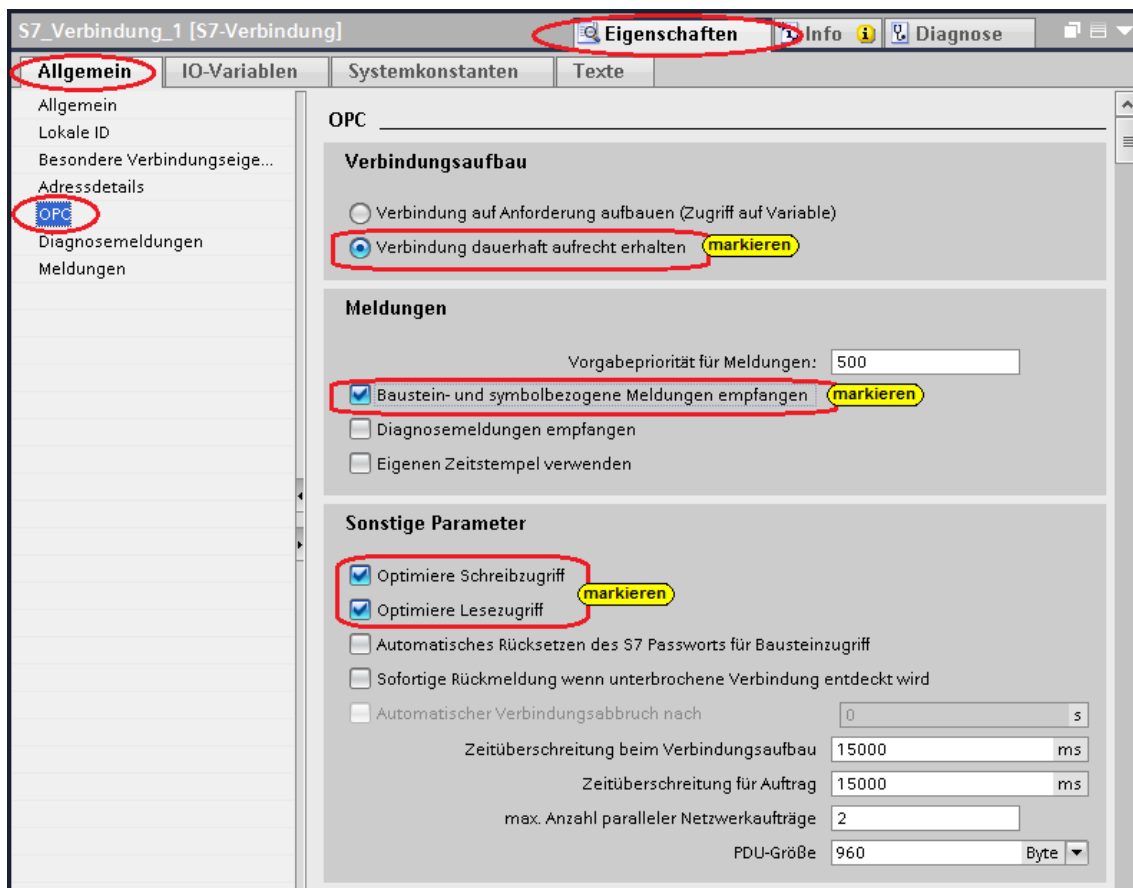 S7_Verbindung_1 [S7-Verbindung]
Eigenschaften
Info
Diagnose
Allgemein
IO-Variablen
Systemkonstanten
Texte
Allgemein
Lokale ID
Besondere Verbindungseige...
Adressdetails
OPC
Diagnosemeldungen
Meldungen
OPC
Verbindungsaufbau
Verbindung auf Anforderung aufbauen (Zugriff auf Variable)
Verbindung dauerhaft aufrecht erhalten markieren
Meldungen
Vorgabepriorität für Meldungen: 500
Baustein- und symbolbezogene Meldungen empfangen markieren
Diagnosemeldungen empfangen
Eigenen Zeitstempel verwenden
Sonstige Parameter
Optimiere Schreibzugriff
markieren
Optimiere Lesezugriff
Automatisches Rücksetzen des S7 Passworts für Bausteinzugriff
Sofortige Rückmeldung wenn unterbrochene Verbindung entdeckt wird
Automatischer Verbindungsabbruch nach 0 s
Zeitüberschreitung beim Verbindungsaufbau 15000 ms
Zeitüberschreitung für Auftrag 15000 ms
max. Anzahl paralleler Netzwerkaufträge 2
PDU-Größe 960 Byte